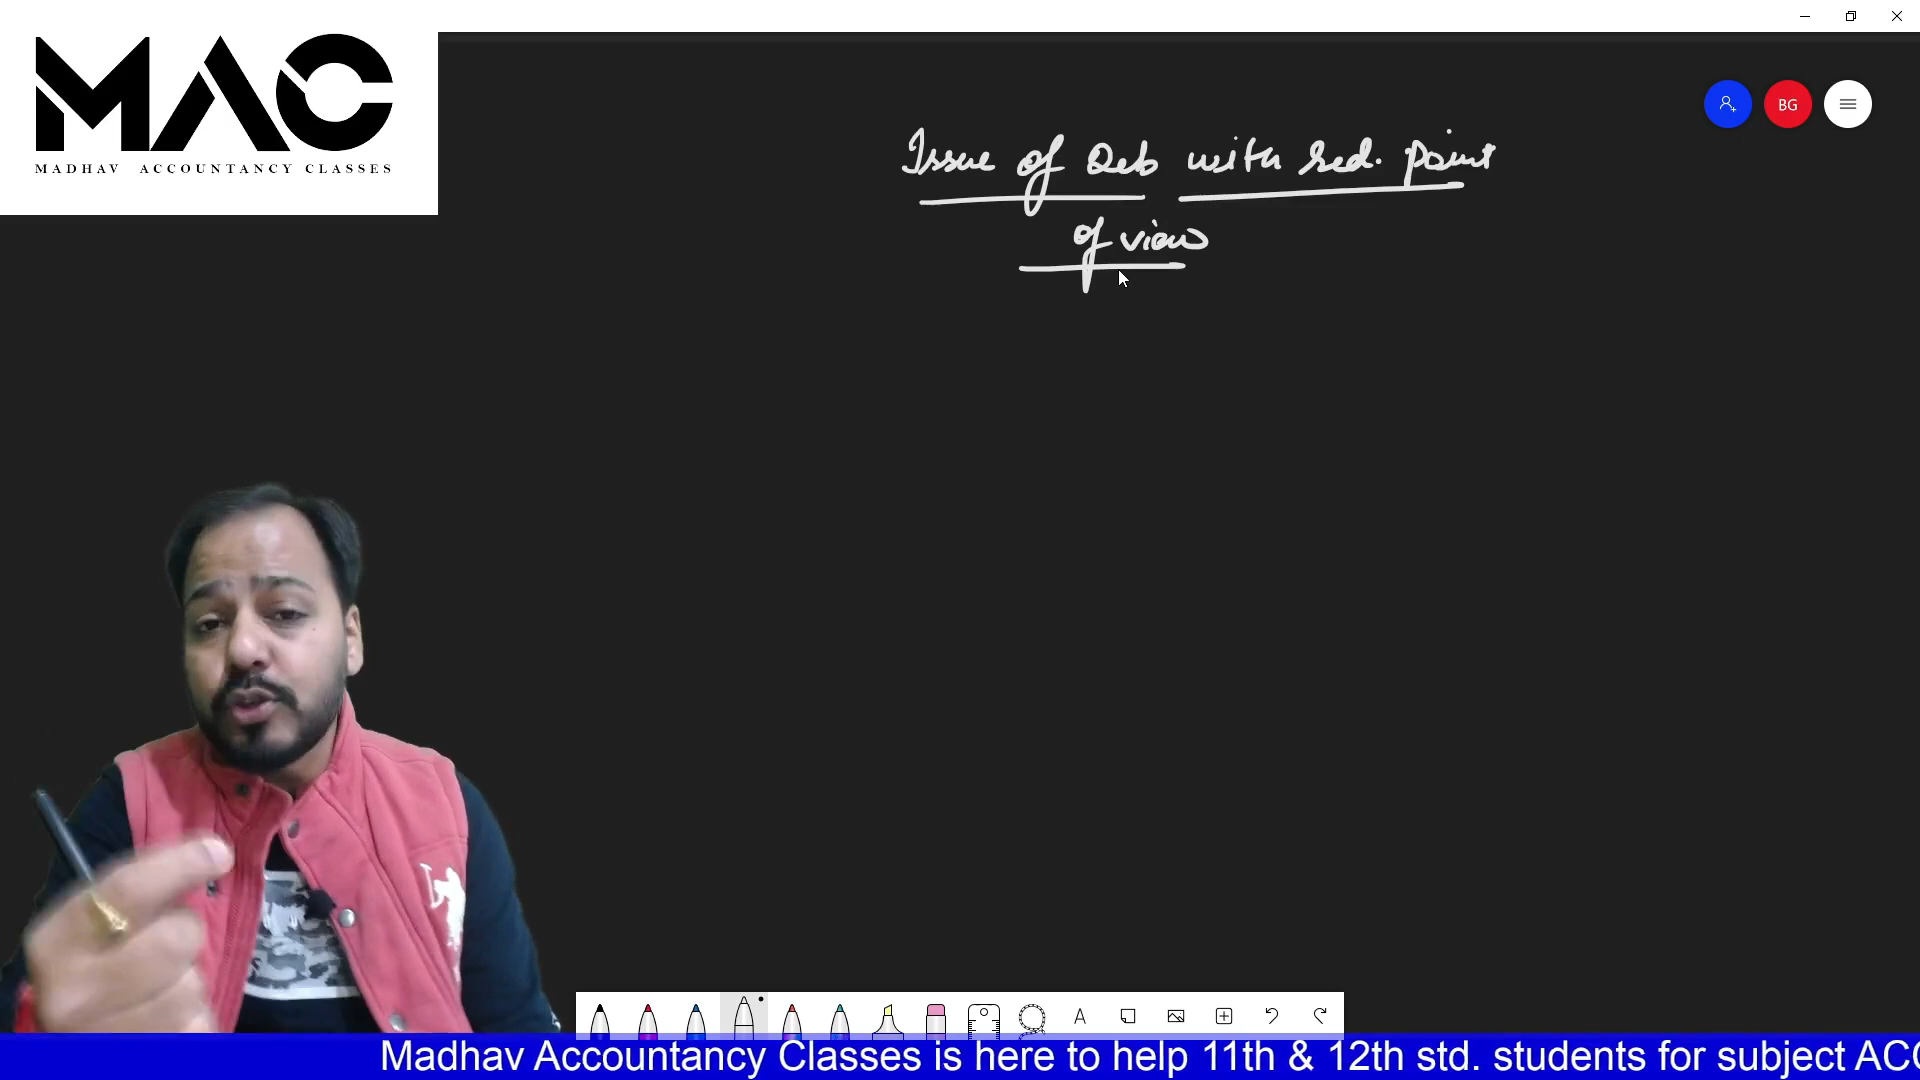 MAC
MADHAV ACCOUNTANCY CLASSES
BG
Issue of Deb with red. point
of view
A
Madhav Accountancy Classes is here to help 11th & 12th std. students for subject ACC